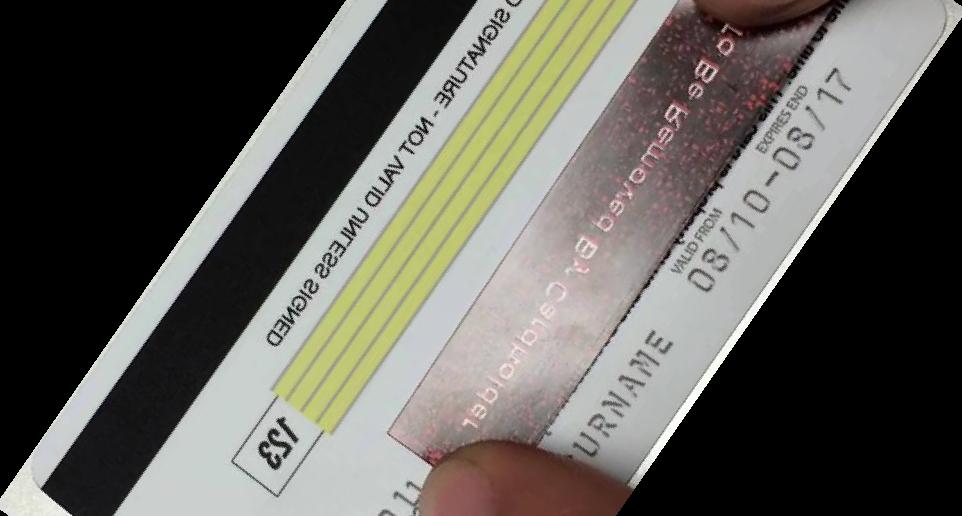 SIGNATURE - NOT VALID UNLESS SIGNED
123
To Be Removed By Cardholder
VALID FROM EXPIRES END
08/10-08/17
URNAME